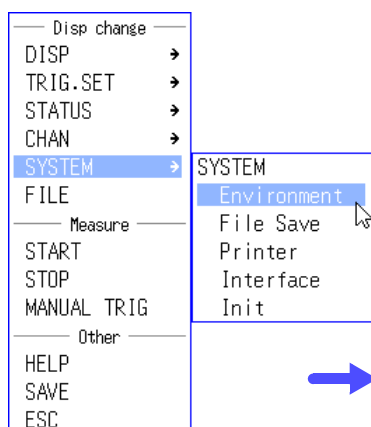 Disp change
DISP
TRIG.SET
STATUS
CHAN
SYSTEM
FILE
Measure
START
STOP
MANUAL TRIG
Other
HELP
SAVE
ESC
SYSTEM
Environment
File Save
Printer
Interface
Init